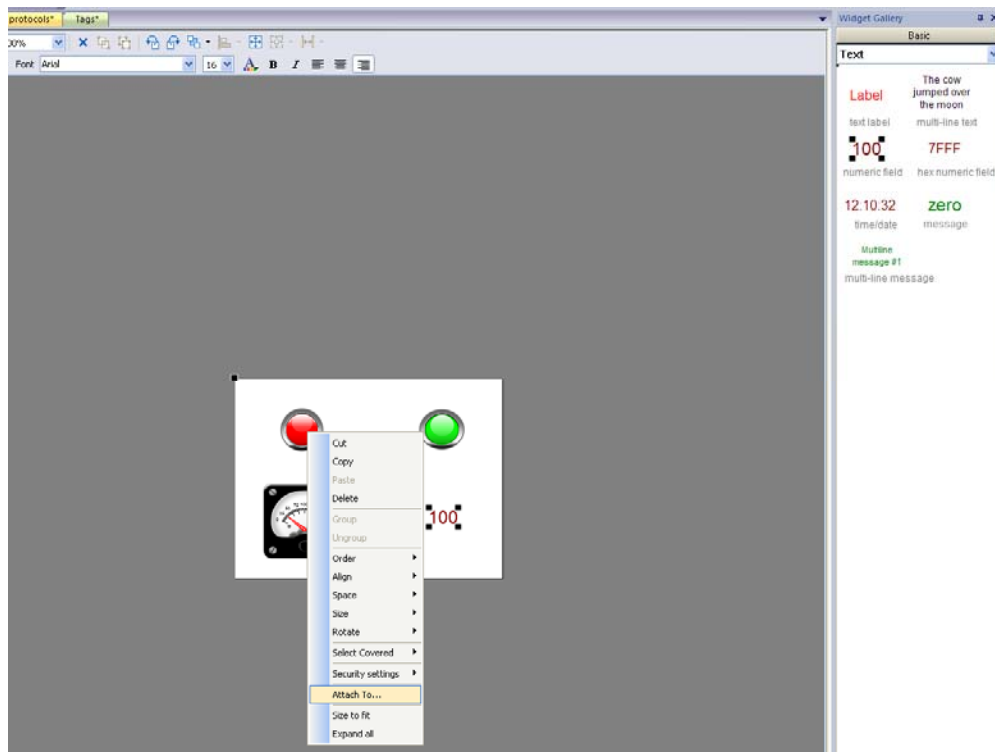 protocols* Tags*
Widget Gallery
Basic
Text
Font Arial 16 B I
Label
The cow
jumped over
the moon
text label
multi-line text
100
7FFF
numeric field
hex numeric field
12.10.32
zero
time/date
message
Multiline
message #1
multi-line message
Cut
Copy
Paste
Delete
Group
Ungroup
Order
Align
Space
Size
Rotate
Select Covered
Security settings
Attach To...
Size to fit
Expand all
100